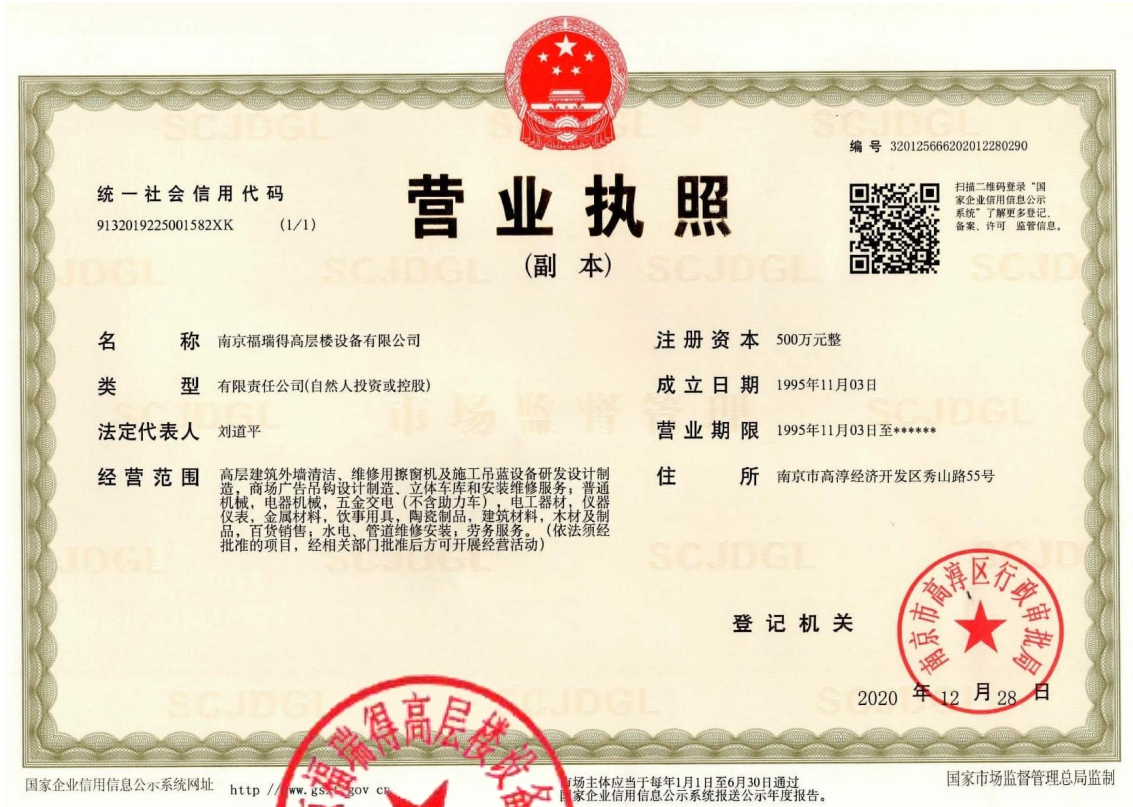 编 号 320125666202012280290
统一社会信用代码
9132019225001582XK (1/1)
营业执照
(副 本)
扫描二维码登录“国
家企业信用信息公示
系统”了解更多登记、
备案、许可 监管信息。
名 称 南京福瑞得高层楼设备有限公司
类 型 有限责任公司(自然人投资或控股)
法定代表人 刘道平
经营范围 高层建筑外墙清洁、维修用擦窗机及施工吊蓝设备研发设计制
造，商场广告吊钩设计制造、立体车库和安装维修服务；普通
机械，电器机械，五金交电（不含助力车），电工器材，仪器
仪表，金属材料，饮事用具，陶瓷制品，建筑材料，木材及制
品，百货销售；水电、管道维修安装；劳务服务。（依法须经
批准的项目，经相关部门批准后方可开展经营活动）
注册资本 500万元整
成立日期 1995年11月03日
营业期限 1995年11月03日至******
住 所 南京市高淳经济开发区秀山路55号
登记机关
南京市高淳区行政审批局
2020 年 12 月 28 日
福瑞得高层楼设备
国家企业信用信息公示系统网址 http://www.gs gov cn
市场主体应当于每年1月1日至6月30日通过
国家企业信用信息公示系统报送公示年度报告。
国家市场监督管理总局监制
SCJDGL
市场监督管理